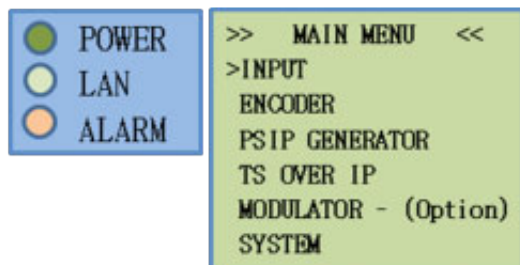 POWER
LAN
ALARM
>> MAIN MENU <<
>INPUT
ENCODER
PSIP GENERATOR
TS OVER IP
MODULATOR - (Option)
SYSTEM